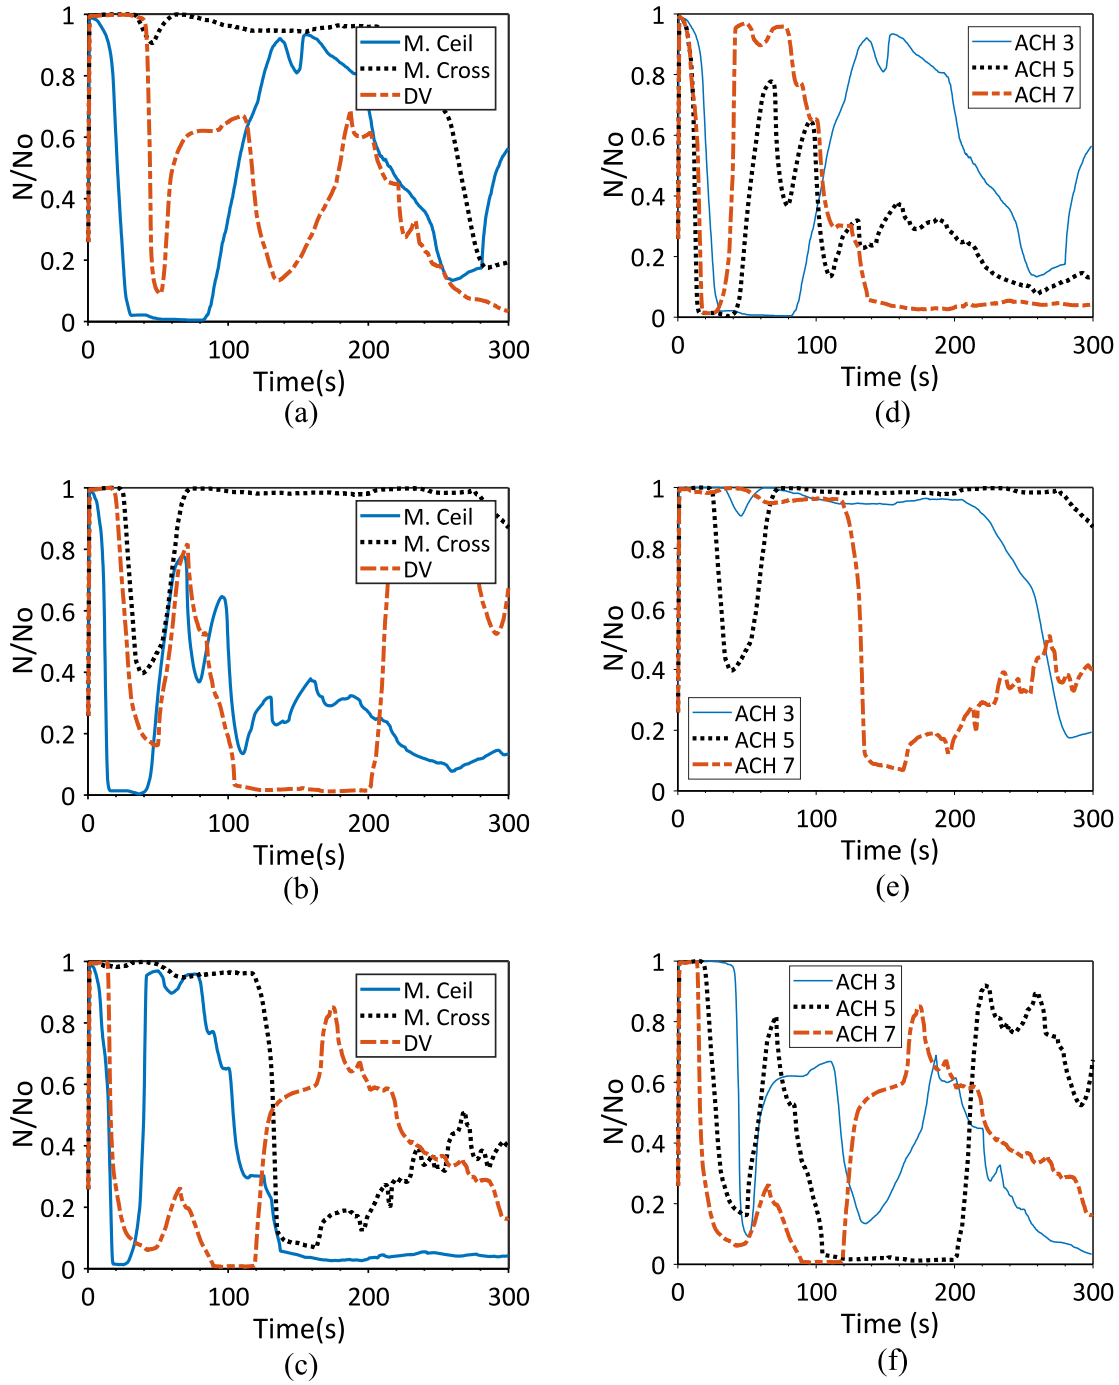 N/No
1
0.8
0.6
0.4
0.2
0
0 100 200 300
Time(s)
M. Ceil
M. Cross
DV
(a)
N/No
1
0.8
0.6
0.4
0.2
0
0 100 200 300
Time (s)
ACH 3
ACH 5
ACH 7
(d)
N/No
1
0.8
0.6
0.4
0.2
0
0 100 200 300
Time(s)
M. Ceil
M. Cross
DV
(b)
N/No
1
0.8
0.6
0.4
0.2
0
0 100 200 300
Time (s)
ACH 3
ACH 5
ACH 7
(e)
N/No
1
0.8
0.6
0.4
0.2
0
0 100 200 300
Time(s)
M. Ceil
M. Cross
DV
(c)
N/No
1
0.8
0.6
0.4
0.2
0
0 100 200 300
Time (s)
ACH 3
ACH 5
ACH 7
(f)